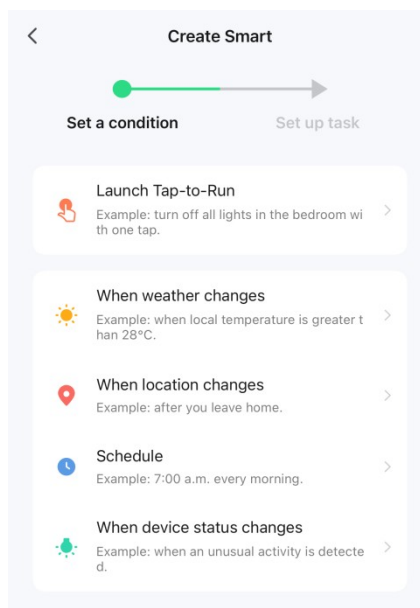 Create Smart
Set a condition
Set up task
Launch Tap-to-Run
Example: turn off all lights in the bedroom wi
th one tap.
When weather changes
Example: when local temperature is greater t
han 28°C.
When location changes
Example: after you leave home.
Schedule
Example: 7:00 a.m. every morning.
When device status changes
Example: when an unusual activity is detecte
d.